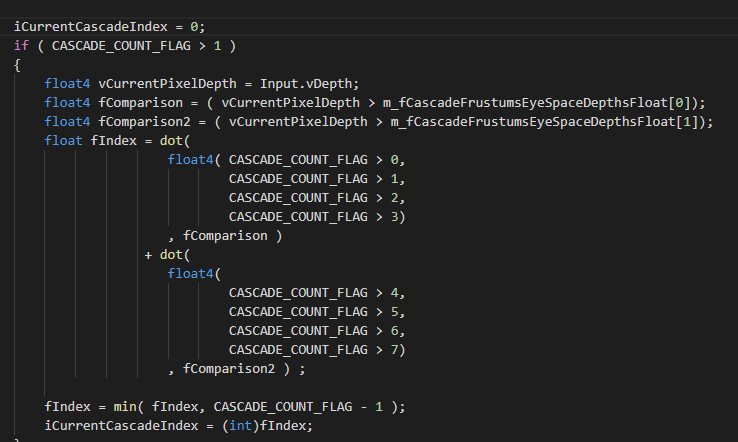 iCurrentCascadeIndex = 0;
if ( CASCADE_COUNT_FLAG > 1 )
{
    float4 vCurrentPixelDepth = Input.vDepth;
    float4 fComparison = ( vCurrentPixelDepth > m_fCascadeFrustumsEyeSpaceDepthsFloat[0]);
    float4 fComparison2 = ( vCurrentPixelDepth > m_fCascadeFrustumsEyeSpaceDepthsFloat[1]);
    float fIndex = dot(
                    float4( CASCADE_COUNT_FLAG > 0,
                            CASCADE_COUNT_FLAG > 1,
                            CASCADE_COUNT_FLAG > 2,
                            CASCADE_COUNT_FLAG > 3)
                    , fComparison )
                 + dot(
                    float4(
                            CASCADE_COUNT_FLAG > 4,
                            CASCADE_COUNT_FLAG > 5,
                            CASCADE_COUNT_FLAG > 6,
                            CASCADE_COUNT_FLAG > 7)
                    , fComparison2 ) ;
    fIndex = min( fIndex, CASCADE_COUNT_FLAG - 1 );
    iCurrentCascadeIndex = (int)fIndex;